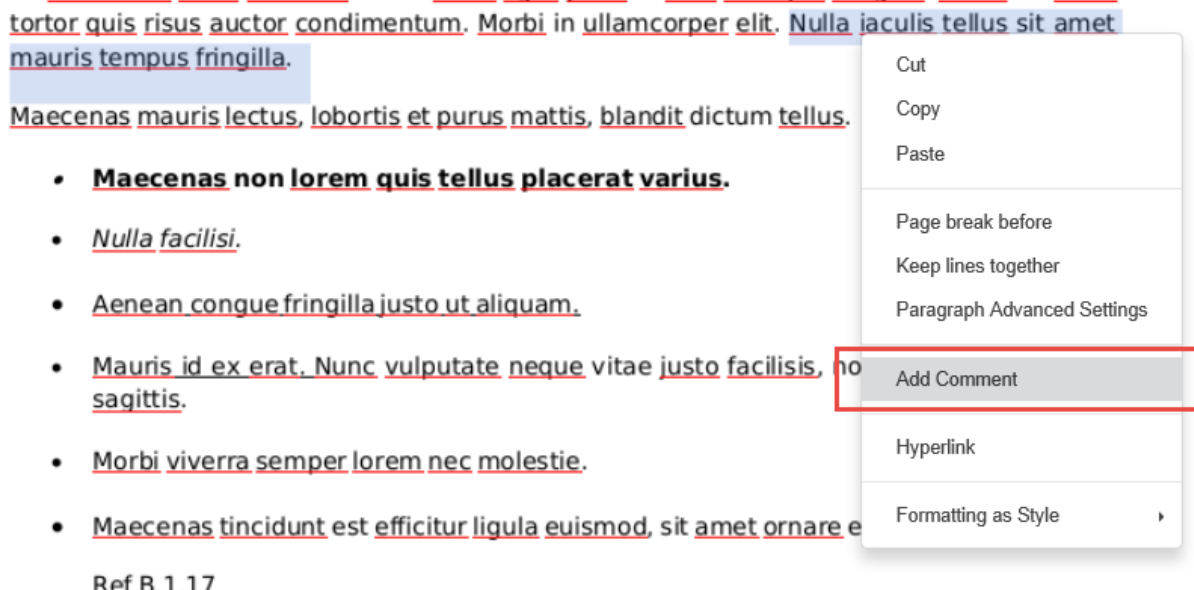 tortor quis risus auctor condimentum. Morbi in ullamcorper elit. Nulla iaculis tellus sit amet
mauris tempus fringilla.
Maecenas mauris lectus, lobortis et purus mattis, blandit dictum tellus.
• Maecenas non lorem quis tellus placerat varius.
• Nulla facilisi.
• Aenean congue fringilla justo ut aliquam.
• Mauris id ex erat. Nunc vulputate neque vitae justo facilisis, no
sagittis.
• Morbi viverra semper lorem nec molestie.
• Maecenas tincidunt est efficitur ligula euismod, sit amet ornare e
Ref B 1.17
Cut
Copy
Paste
Page break before
Keep lines together
Paragraph Advanced Settings
Add Comment
Hyperlink
Formatting as Style